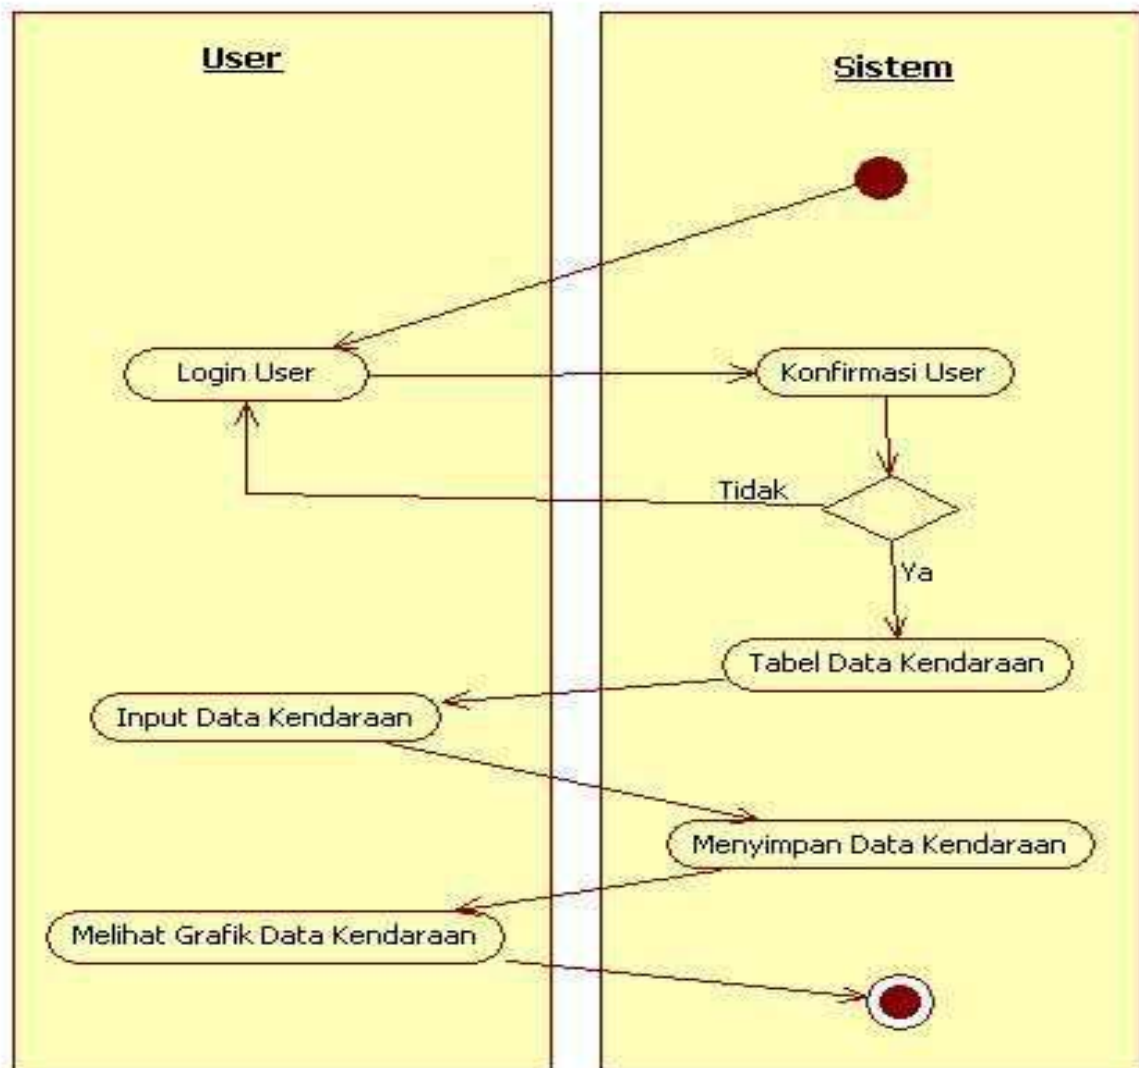 User
Sistem
Login User
Konfirmasi User
Tidak
Ya
Tabel Data Kendaraan
Input Data Kendaraan
Menyimpan Data Kendaraan
Melihat Grafik Data Kendaraan